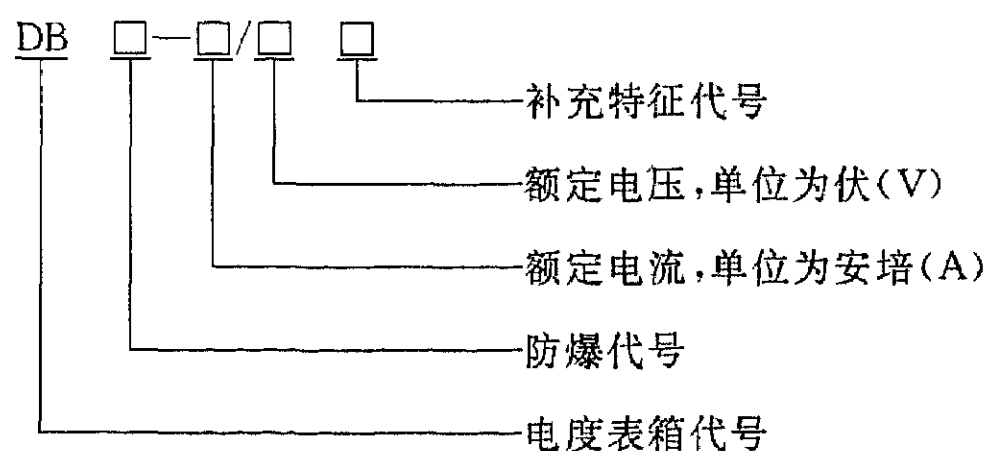 DB □—□/□ □
补充特征代号
额定电压,单位为伏(V)
额定电流,单位为安培(A)
防爆代号
电度表箱代号